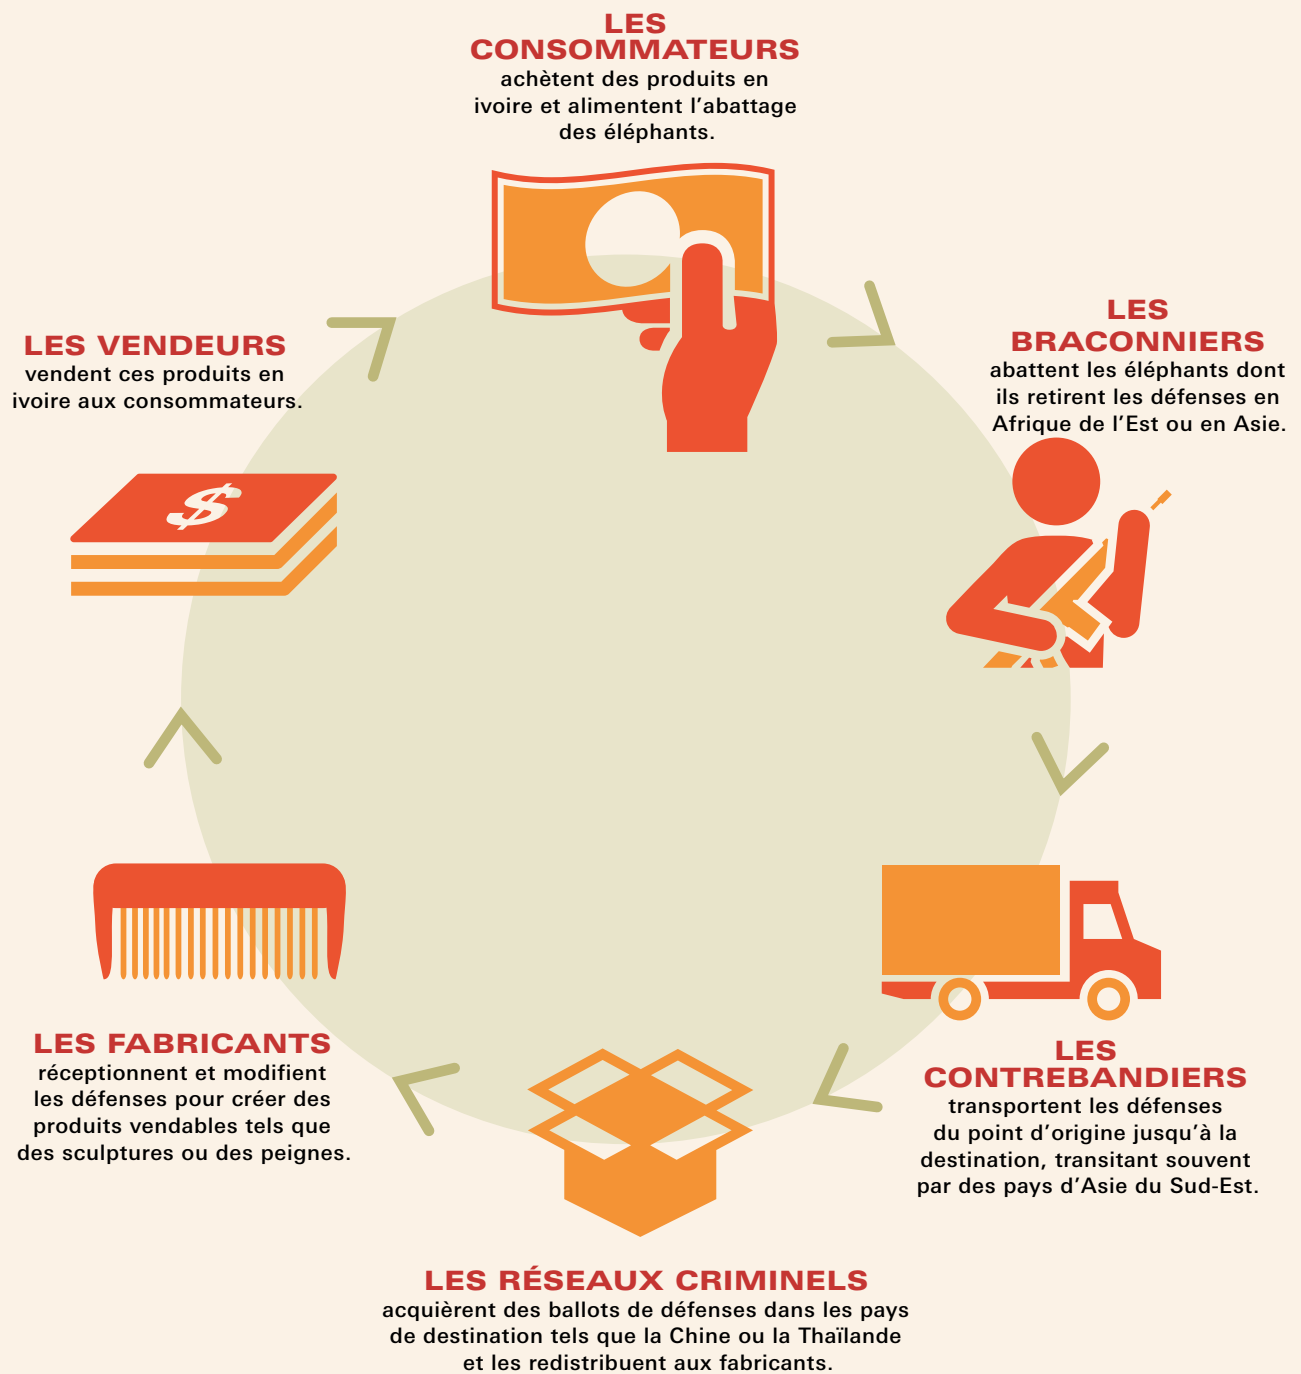 LES
CONSOMMATEURS
achètent des produits en
ivoire et alimentent l’abattage
des éléphants.
LES
BRACONNIERS
abattent les éléphants dont
ils retirent les défenses en
Afrique de l’Est ou en Asie.
LES
CONTREBANDIERS
transportent les défenses
du point d’origine jusqu’à la
destination, transitant souvent
par des pays d’Asie du Sud-Est.
LES RÉSEAUX CRIMINELS
acquièrent des ballots de défenses dans les pays
de destination tels que la Chine ou la Thaïlande
et les redistribuent aux fabricants.
LES FABRICANTS
réceptionnent et modifient
les défenses pour créer des
produits vendables tels que
des sculptures ou des peignes.
LES VENDEURS
vendent ces produits en
ivoire aux consommateurs.
$